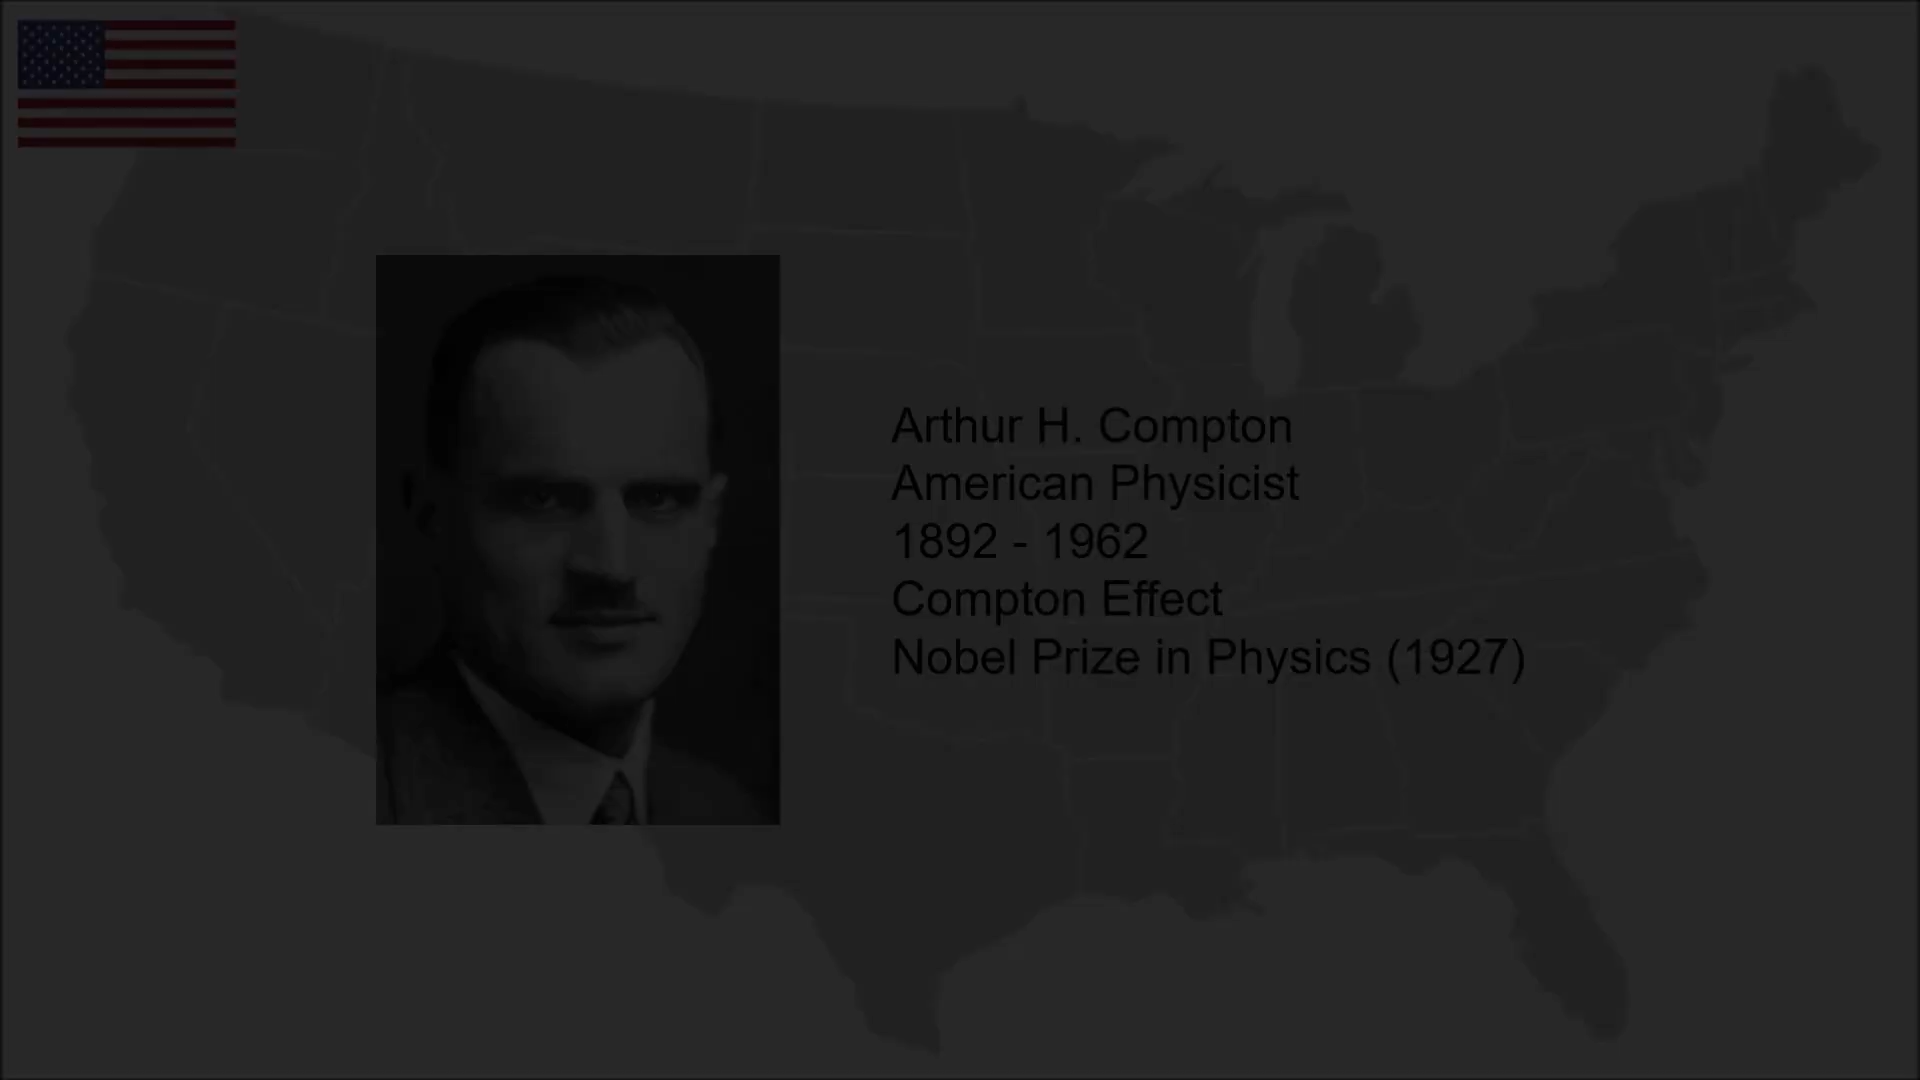 Arthur H. Compton
American Physicist
1892 - 1962
Compton Effect
Nobel Prize in Physics (1927)